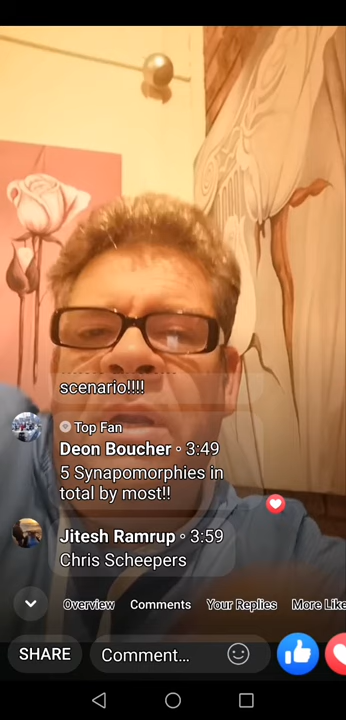 scenario!!!!
Top Fan
Deon Boucher • 3:49
5 Synapomorphies in
total by most!!
Jitesh Ramrup • 3:59
Chris Scheepers
Overview Comments Your Replies More Like
SHARE Comment...